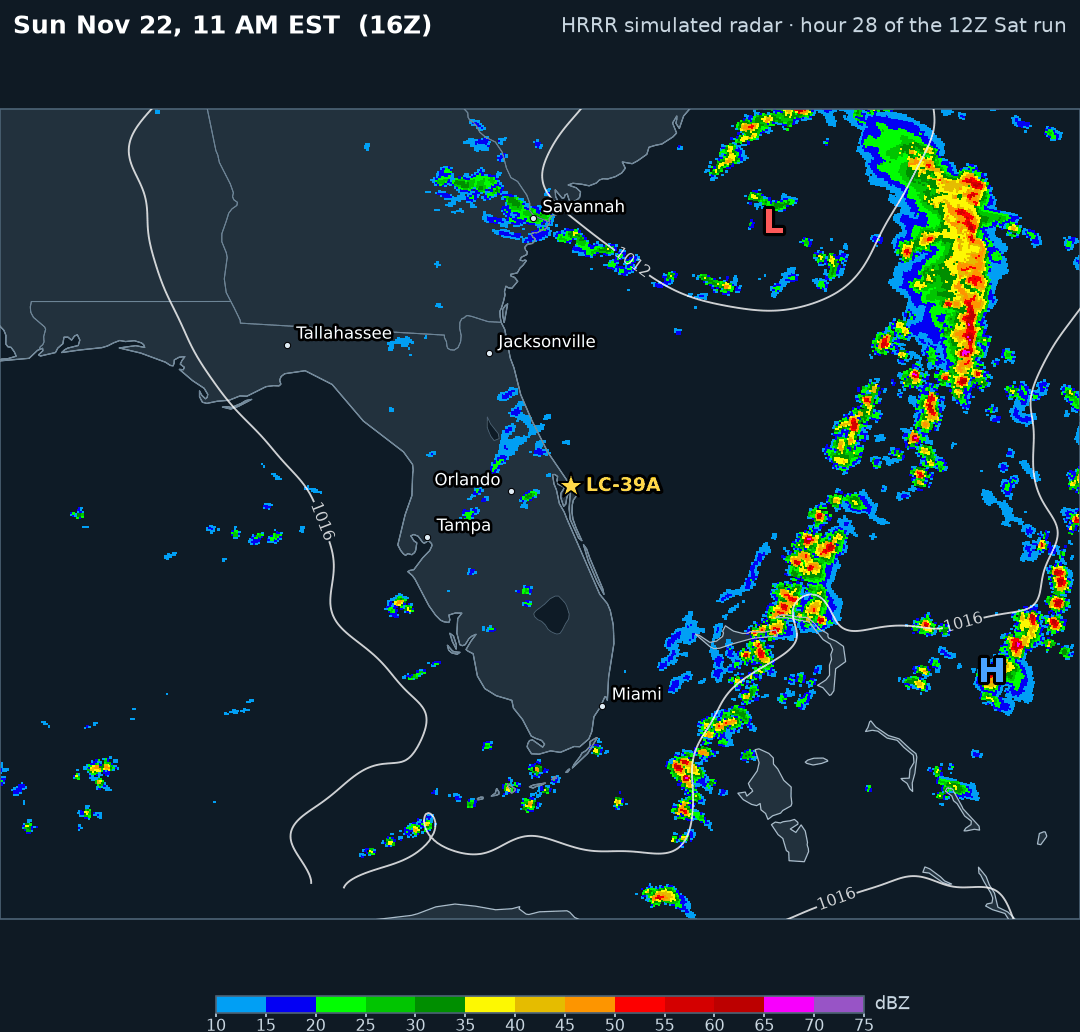 Sun Nov 22, 11 AM EST (16Z)
HRRR simulated radar · hour 28 of the 12Z Sat run
L
Savannah
1012
Tallahassee
Jacksonville
Orlando
LC-39A
Tampa
1016
1016
H
Miami
1016
dBZ
10 15 20 25 30 35 40 45 50 55 60 65 70 75